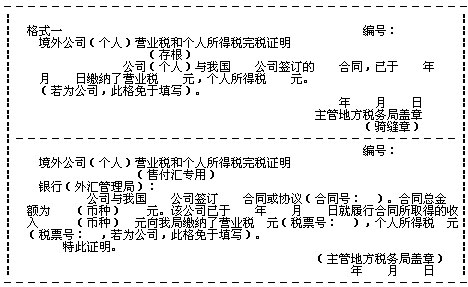 格式一 编号：
境外公司（个人）营业税和个人所得税完税证明
（存根）
公司（个人）与我国 公司签订的 合同，已于 年
月 日缴纳了营业税 元，个人所得税 元。
（若为公司，此格免于填写）。
年 月 日
主管地方税务局盖章
（骑缝章）
编号：
境外公司（个人）营业税和个人所得税完税证明
（售付汇专用）
银行（外汇管理局）：
公司与我国 公司签订 合同或协议（合同号： ）。合同总金
额为 （币种） 元。该公司已于 年 月 日就履行合同所取得的收
入 （币种） 元向我局缴纳了营业税 元（税票号： ），个人所得税 元
（税票号： ，若为公司，此格免于填写）。
特此证明。
（主管地方税务局盖章）
年 月 日